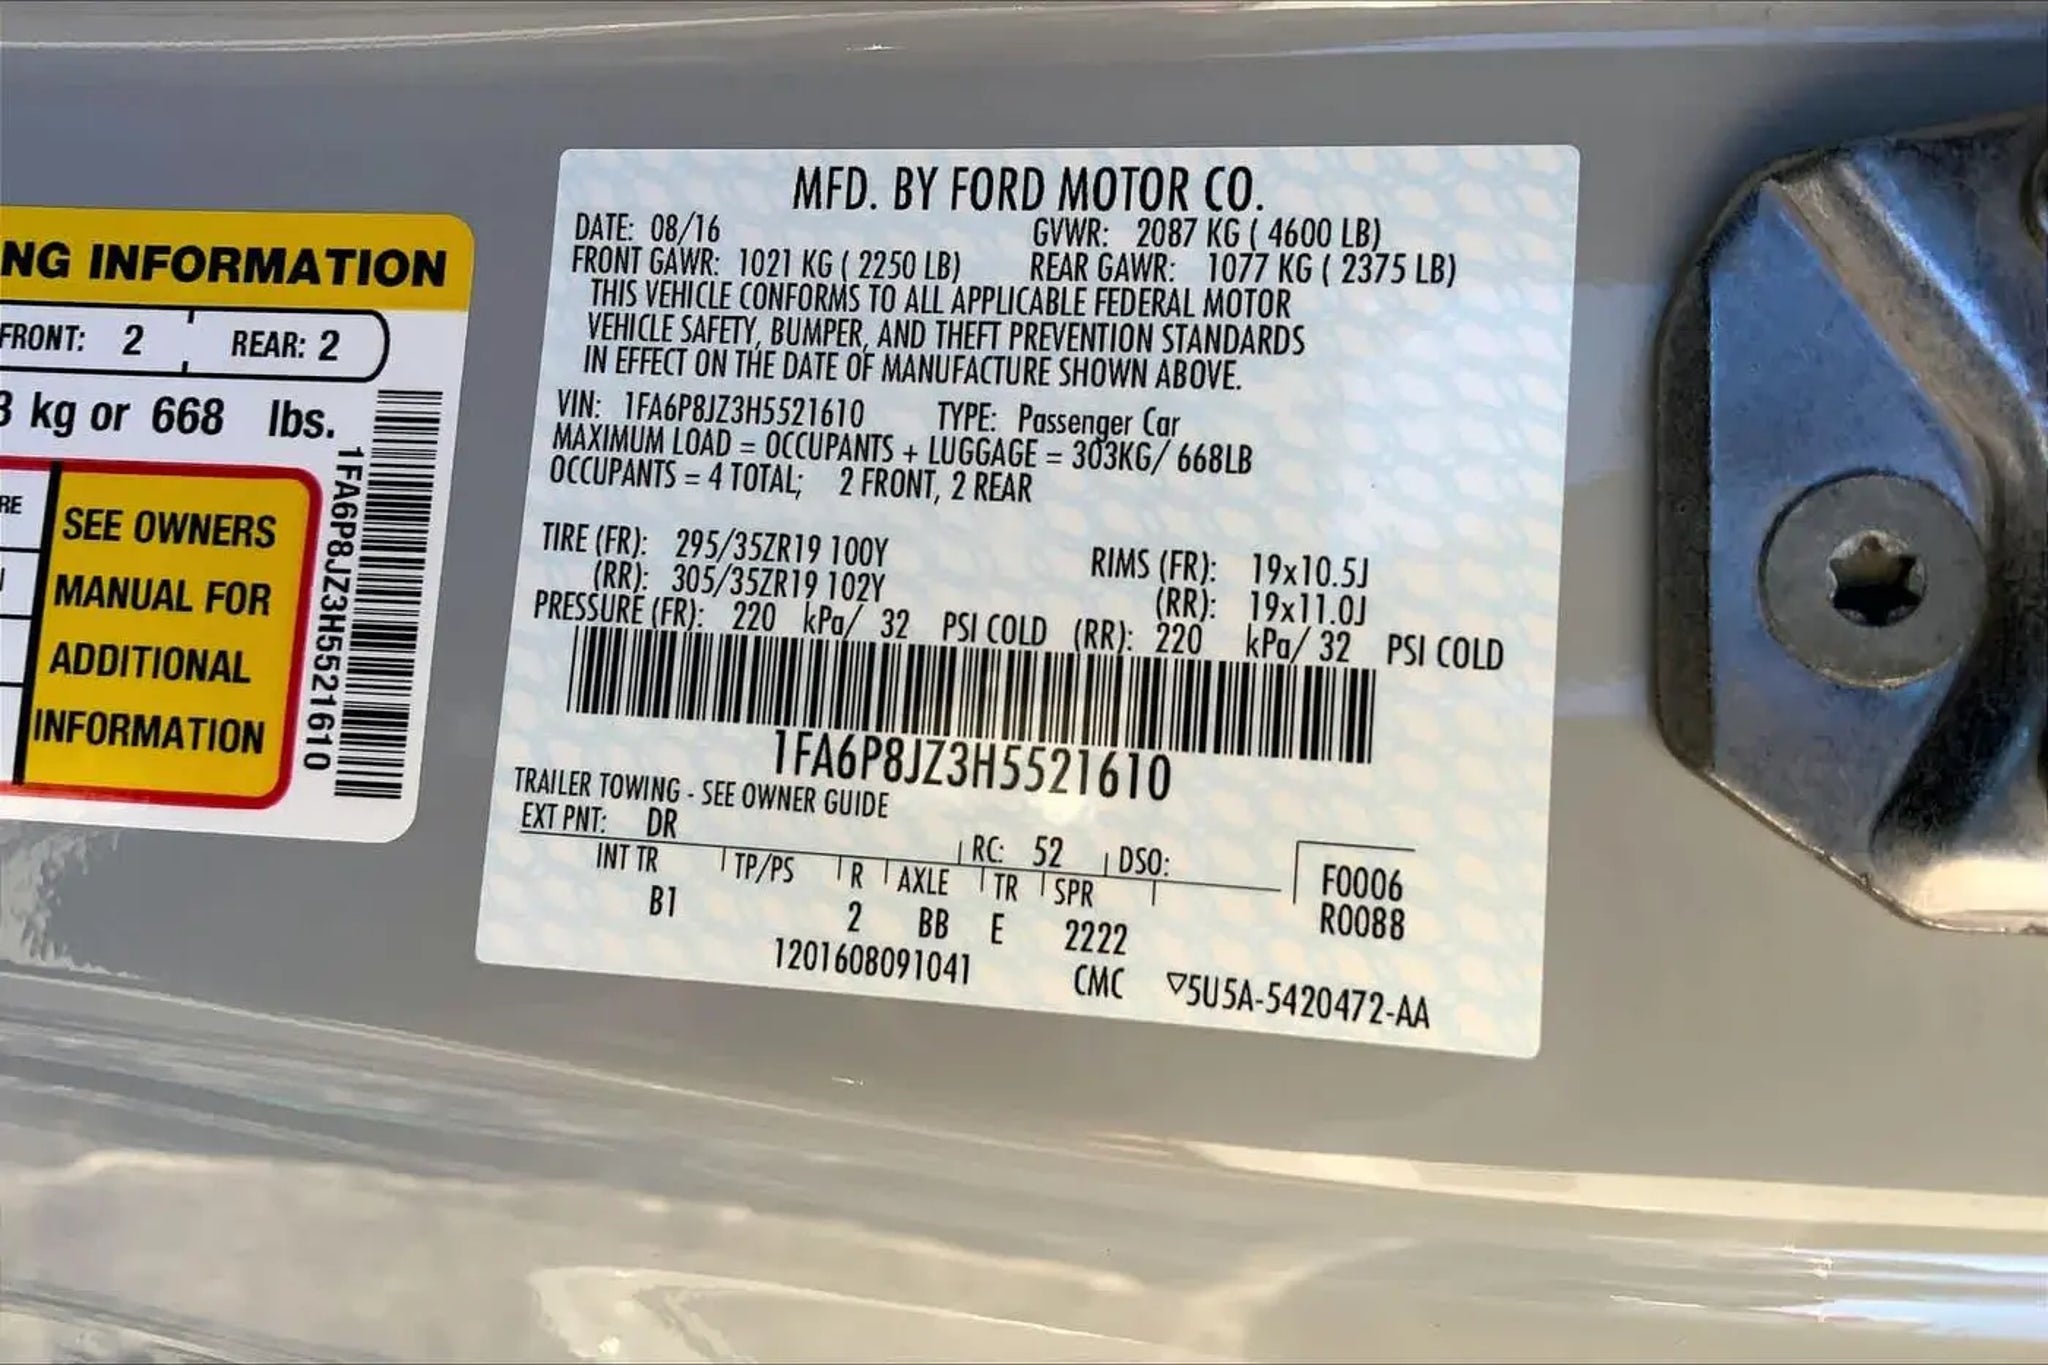 NG INFORMATION
FRONT: 2 REAR: 2
3 kg or 668 lbs.
RE
SEE OWNERS
MANUAL FOR
ADDITIONAL
INFORMATION
1FA6P8JZ3H5521610
MFD. BY FORD MOTOR CO.
DATE: 08/16 GVWR: 2087 KG ( 4600 LB)
FRONT GAWR: 1021 KG ( 2250 LB) REAR GAWR: 1077 KG ( 2375 LB)
THIS VEHICLE CONFORMS TO ALL APPLICABLE FEDERAL MOTOR
VEHICLE SAFETY, BUMPER, AND THEFT PREVENTION STANDARDS
IN EFFECT ON THE DATE OF MANUFACTURE SHOWN ABOVE.
VIN: 1FA6P8JZ3H5521610 TYPE: Passenger Car
MAXIMUM LOAD = OCCUPANTS + LUGGAGE = 303KG/ 668LB
OCCUPANTS = 4 TOTAL; 2 FRONT, 2 REAR
TIRE (FR): 295/35ZR19 100Y RIMS (FR): 19x10.5J
(RR): 305/35ZR19 102Y (RR): 19x11.0J
PRESSURE (FR): 220 kPa/ 32 PSI COLD (RR): 220 kPa/ 32 PSI COLD
1FA6P8JZ3H5521610
TRAILER TOWING - SEE OWNER GUIDE
EXT PNT: DR RC: 52 DSO:
INT TR TP/PS R AXLE TR SPR F0006
B1 2 BB E 2222 R0088
1201608091041 CMC ▽5U5A-5420472-AA